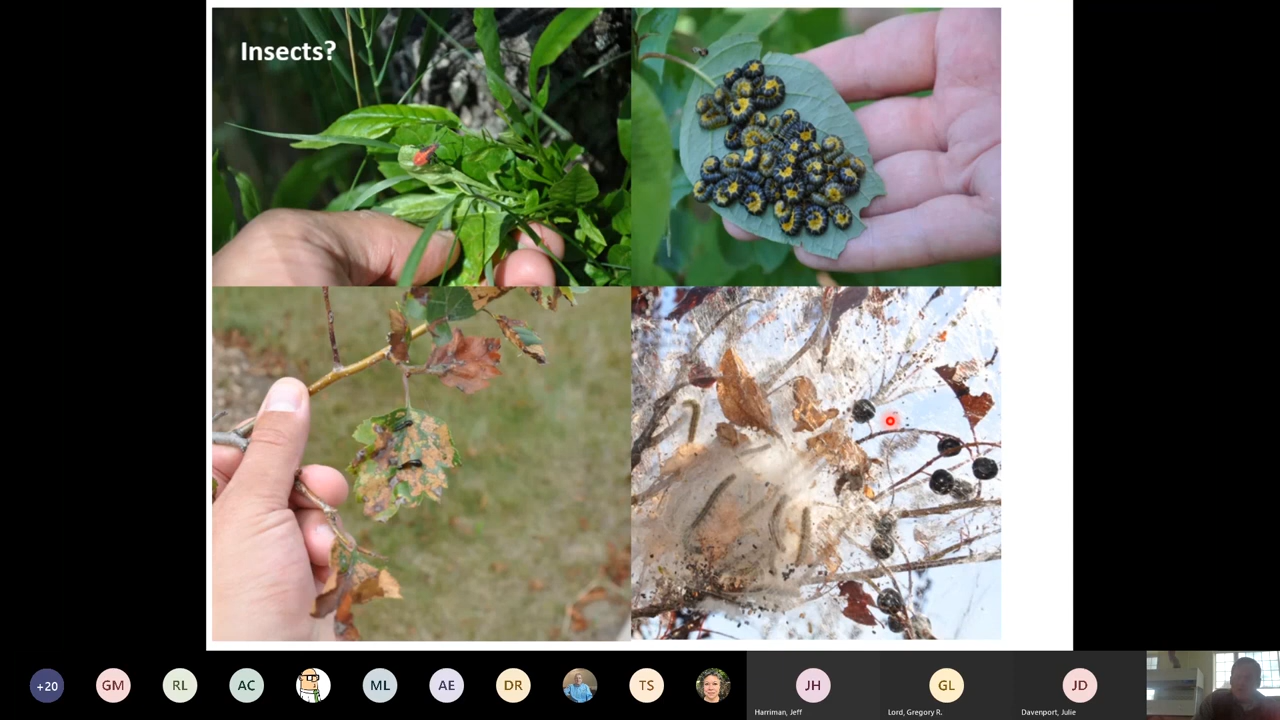 Insects?
+20
GM
RL
AC
ML
AE
DR
TS
JH
GL
JD
Harriman, Jeff
Lord, Gregory R.
Davenport, Julie